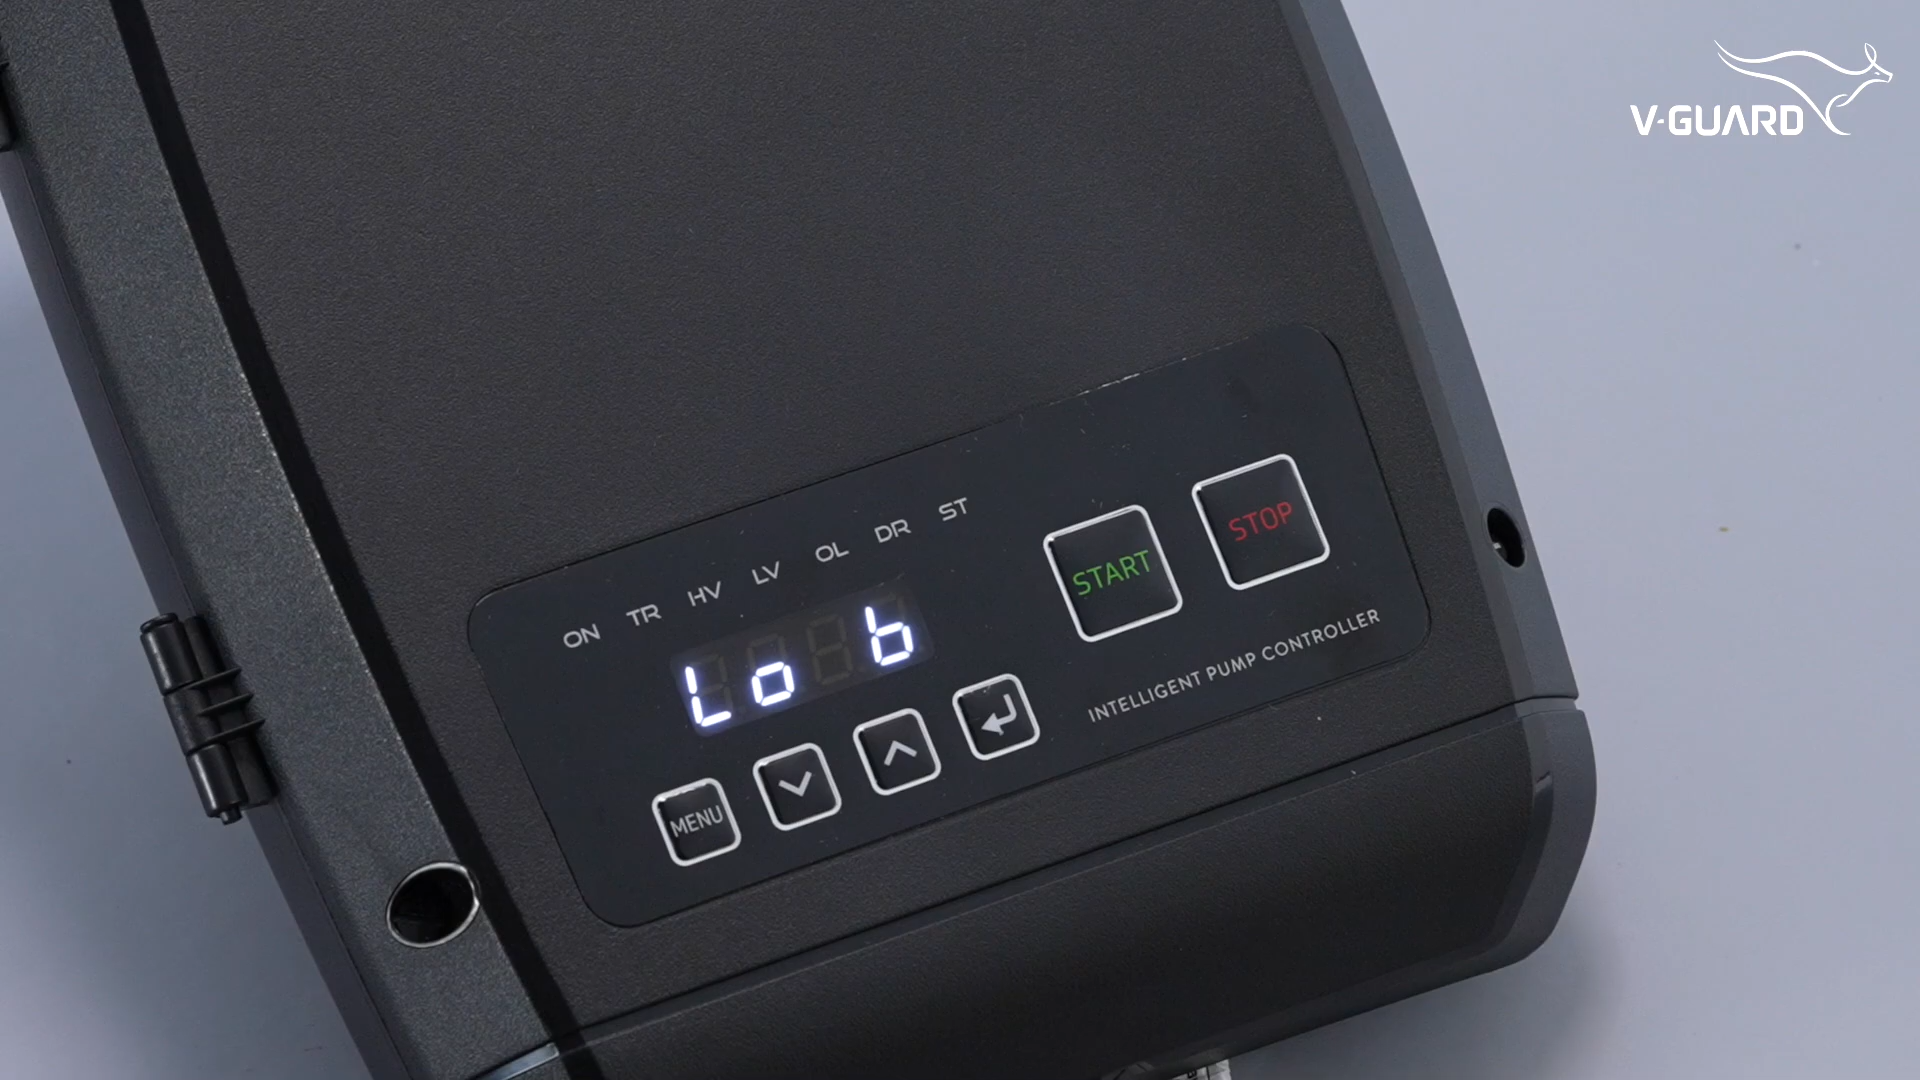 V-GUARD
ON TR HV LV OL DR ST
Lo b
START
STOP
MENU
INTELLIGENT PUMP CONTROLLER